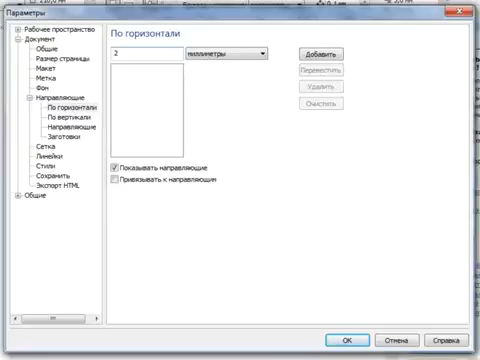 Параметры
Рабочее пространство
Документ
Общие
Размер страницы
Макет
Метка
Фон
Направляющие
По горизонтали
По вертикали
Направляющие
Заготовки
Сетка
Линейки
Стили
Сохранить
Экспорт HTML
Общие
По горизонтали
2 миллиметры Добавить
Переместить
Удалить
Очистить
Показывать направляющие
Привязывать к направляющим
OK Отмена Справка